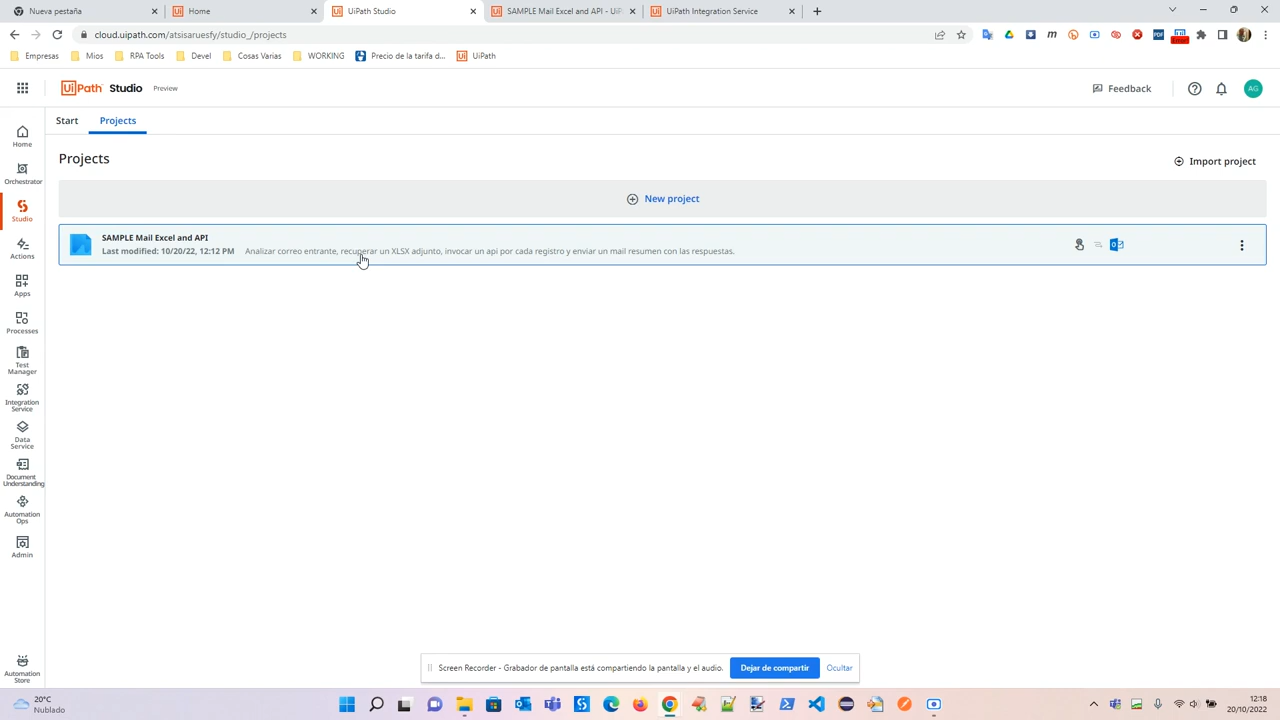 Nueva pestaña
Home
UiPath Studio
SAMPLE Mail Excel and API - UiP
UiPath Integration Service
cloud.uipath.com/atsisaruesfy/studio_/projects
Empresas
Mios
RPA Tools
Devel
Cosas Varias
WORKING
Precio de la tarifa d...
UiPath
UiPath Studio Preview
Feedback
AG
Start
Projects
Home
Orchestrator
Studio
Actions
Apps
Processes
Test
Manager
Integration
Service
Data
Service
Document
Understanding
Automation
Ops
Admin
Automation
Store
Projects
Import project
New project
SAMPLE Mail Excel and API
Last modified: 10/20/22, 12:12 PM Analizar correo entrante, recuperar un XLSX adjunto, invocar un api por cada registro y enviar un mail resumen con las respuestas.
Screen Recorder - Grabador de pantalla está compartiendo la pantalla y el audio.
Dejar de compartir
Ocultar
20°C
Nublado
12:18
20/10/2022